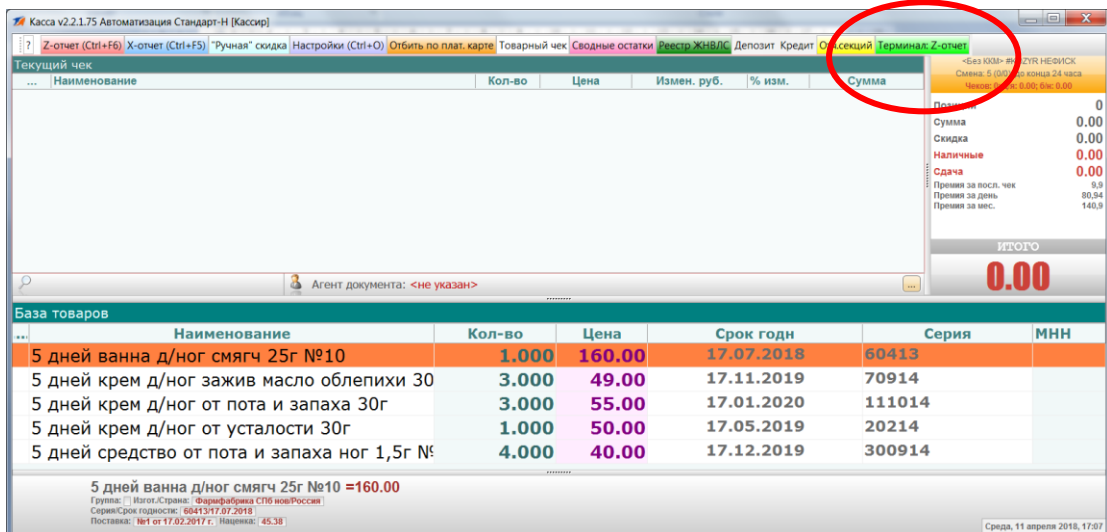 Касса v2.2.1.75 Автоматизация Стандарт-Н [Кассир]
? Z-отчет (Ctrl+F6) X-отчет (Ctrl+F5) "Ручная" скидка Настройки (Ctrl+O) Отбить по плат. карте Товарный чек Сводные остатки Реестр ЖНВЛС Депозит Кредит Терминал: Z-отчет
Текущий чек
... Наименование Кол-во Цена Измен. руб. % изм. Сумма
<Без ККМ> НЕФИСК
Смена: 5 до конца 24 часа
Чеков: 0.00; б/н: 0.00
0
Сумма 0.00
Скидка 0.00
Наличные 0.00
Сдача 0.00
Премия за посл. чек 9,9
Премия за день 80,94
Премия за мес. 140,9
ИТОГО
0.00
Агент документа: <не указан> ...
База товаров
... Наименование Кол-во Цена Срок годн Серия МНН
5 дней ванна д/ног смягч 25г №10 1.000 160.00 17.07.2018 60413
5 дней крем д/ног зажив масло облепихи 30 3.000 49.00 17.11.2019 70914
5 дней крем д/ног от пота и запаха 30г 3.000 55.00 17.01.2020 111014
5 дней крем д/ног от усталости 30г 1.000 50.00 17.05.2019 20214
5 дней средство от пота и запаха ног 1,5г № 4.000 40.00 17.12.2019 300914
5 дней ванна д/ног смягч 25г №10 =160.00
Группа: Изгот./Страна: Фармфабрика СПб нов/Россия
Серия/Срок годности: 60413/17.07.2018
Поставка: №1 от 17.02.2017 г. Наценка: 45.38
Среда, 11 апреля 2018, 17:07